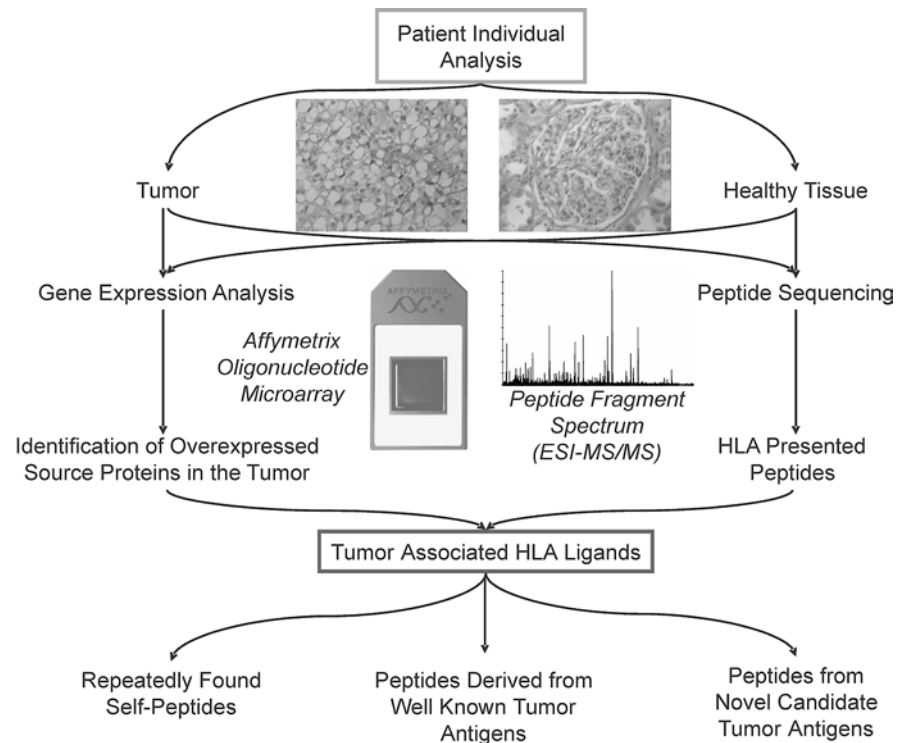 Patient Individual
Analysis
Tumor
Healthy Tissue
Gene Expression Analysis
AFFYMETRIX
Peptide Sequencing
Affymetrix
Oligonucleotide
Microarray
Peptide Fragment
Spectrum
(ESI-MS/MS)
Identification of Overexpressed
Source Proteins in the Tumor
HLA Presented
Peptides
Tumor Associated HLA Ligands
Repeatedly Found
Self-Peptides
Peptides Derived from
Well Known Tumor
Antigens
Peptides from
Novel Candidate
Tumor Antigens